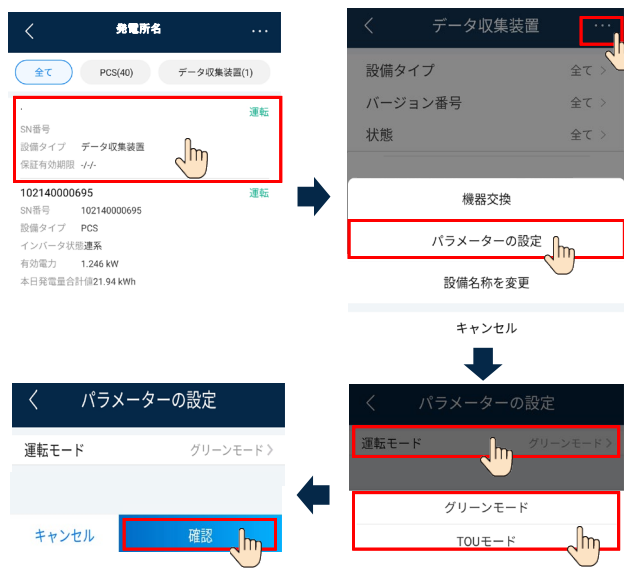 発電所名
全て
PCS(40)
データ収集装置(1)
運転
SN番号
設備タイプ データ収集装置
保証有効期限 -/-/-
102140000695 運転
SN番号 102140000695
設備タイプ PCS
インバータ状態連系
有効電力 1.246 kW
本日発電量合計値21.94 kWh
データ収集装置
設備タイプ 全て
バージョン番号 全て
状態 全て
機器交換
パラメーターの設定
設備名称を変更
キャンセル
パラメーターの設定
運転モード グリーンモード
グリーンモード
TOUモード
パラメーターの設定
運転モード グリーンモード
キャンセル 確認